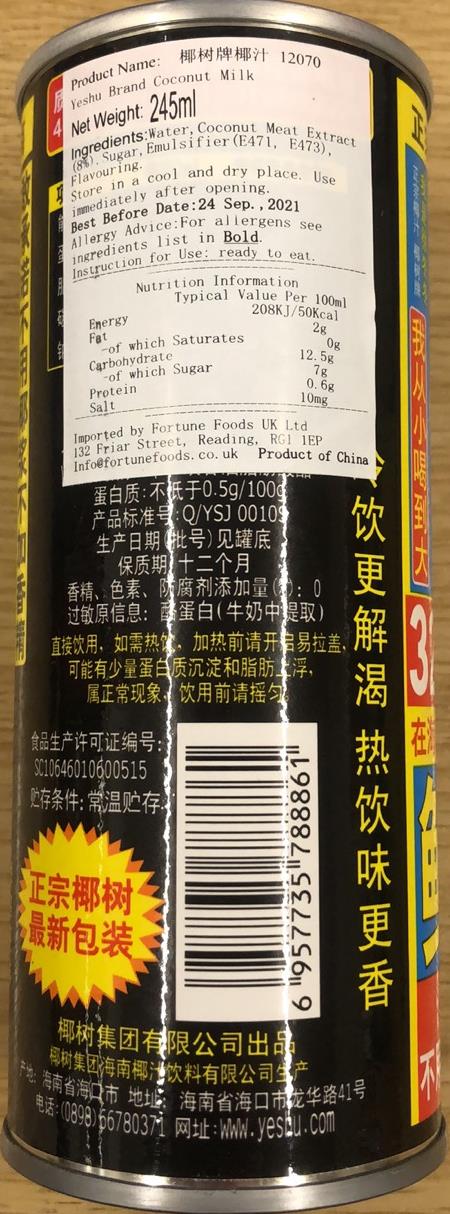 Product Name: 椰树牌椰汁 12070
Yeshu Brand Coconut Milk
Net Weight: 245ml
Ingredients:Water, Coconut Meat Extract
(8%). Sugar, Emulsifier(E471, E473),
Flavouring.
Store in a cool and dry place. Use
immediately after opening.
Best Before Date:24 Sep.,2021
Allergy Advice:For allergens see
ingredients list in Bold.
Instruction for Use: ready to eat.
Nutrition Information
Typical Value Per 100ml
Energy 208KJ/50Kcal
Fat 2g
-of which Saturates 0g
Carbohydrate 12.5g
-of which Sugar 7g
Protein 0.6g
Salt 10mg
Imported by Fortune Foods UK Ltd
132 Friar Street, Reading, RG1 1EP
Info@fortunefoods.co.uk Product of China
蛋白质:不低于0.5g/100g
产品标准号:Q/YSJ 0010S
生产日期(批号)见罐底
保质期:十二个月
香精、色素、防腐剂添加量(%):0
过敏原信息: 酪蛋白(牛奶中提取)
直接饮用,如需热饮,加热前请开启易拉盖,
可能有少量蛋白质沉淀和脂肪上浮,
属正常现象,饮用前请摇匀。
食品生产许可证编号:
SC10646010600515
贮存条件:常温贮存
6 957735 788861
正宗椰树
最新包装
椰树集团有限公司出品
椰树集团海南椰汁饮料有限公司生产
产地:海南省海口市 地址:海南省海口市龙华路41号
电话:(0898)66780371 网址:www.yeshu.com
冷饮更解渴 热饮味更香
我从小喝到大
正宗椰汁 椰树牌